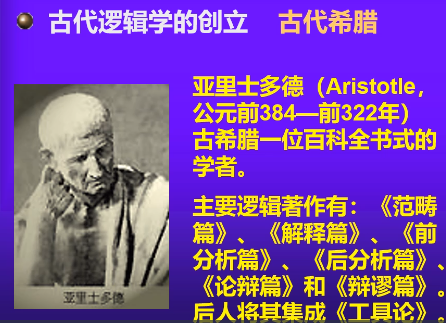 古代逻辑学的创立 古代希腊
亚里士多德（Aristotle，
公元前384—前322年）
古希腊一位百科全书式的
学者。
主要逻辑著作有：《范畴
篇》、《解释篇》、《前
分析篇》、《后分析篇》、
《论辩篇》和《辩谬篇》。
后人将其集成《工具论》。
亚里士多德